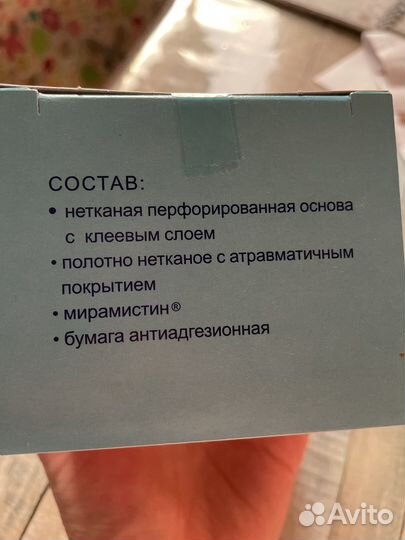 СОСТАВ:
• нетканая перфорированная основа
с клеевым слоем
• полотно нетканое с атравматичным
покрытием
• мирамистин®
• бумага антиадгезионная
Avito